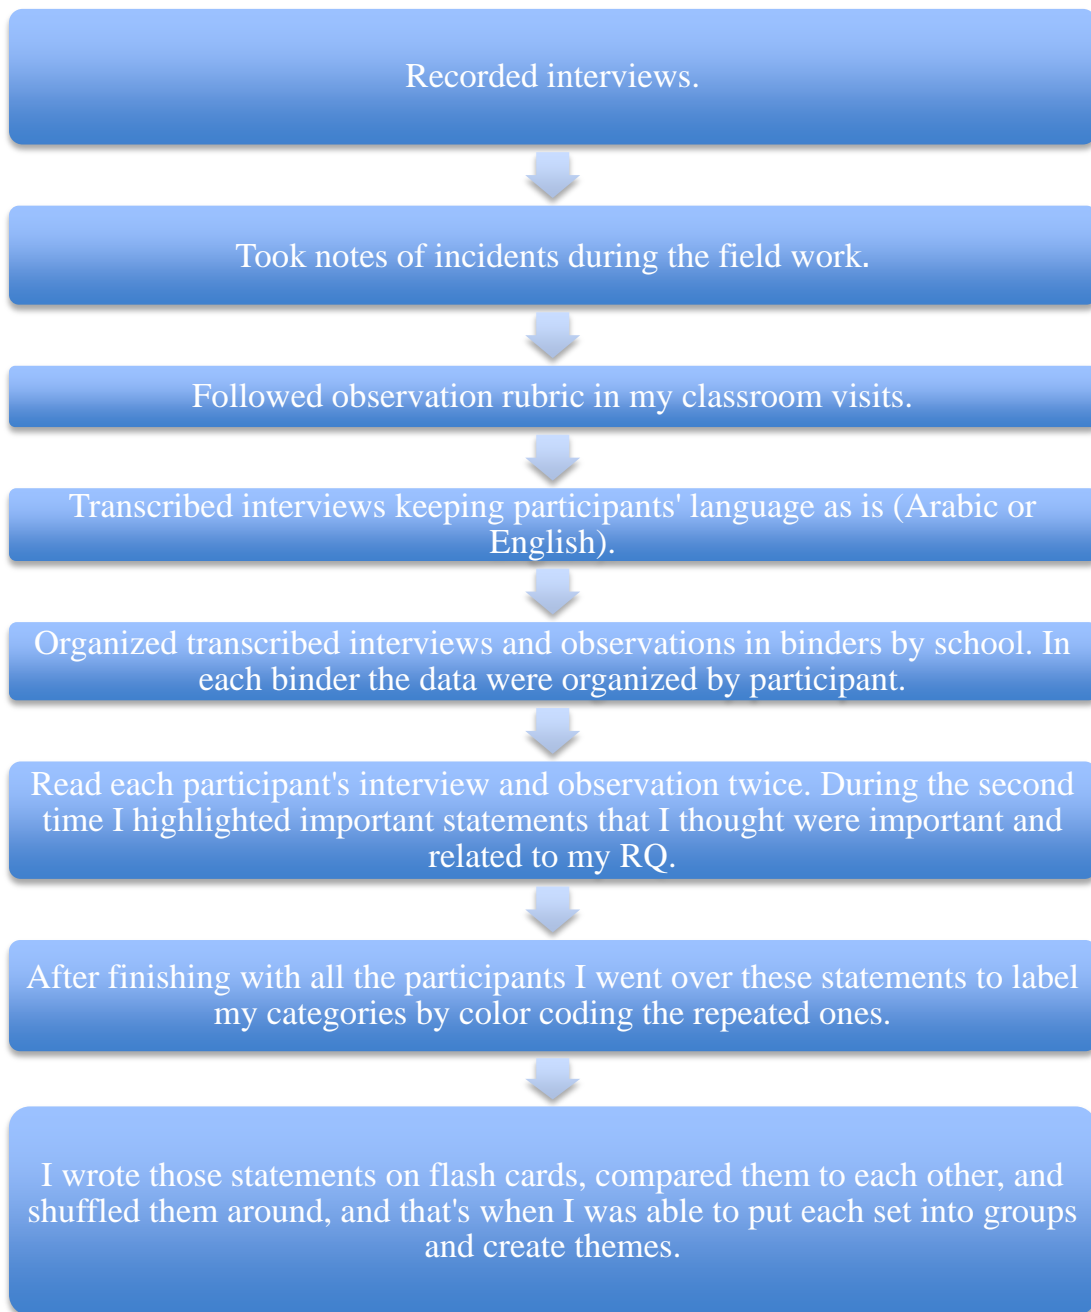 Recorded interviews.
Took notes of incidents during the field work.
Followed observation rubric in my classroom visits.
Transcribed interviews keeping participants' language as is (Arabic or
English).
Organized transcribed interviews and observations in binders by school. In
each binder the data were organized by participant.
Read each participant's interview and observation twice. During the second
time I highlighted important statements that I thought were important and
related to my RQ.
After finishing with all the participants I went over these statements to label
my categories by color coding the repeated ones.
I wrote those statements on flash cards, compared them to each other, and
shuffled them around, and that's when I was able to put each set into groups
and create themes.